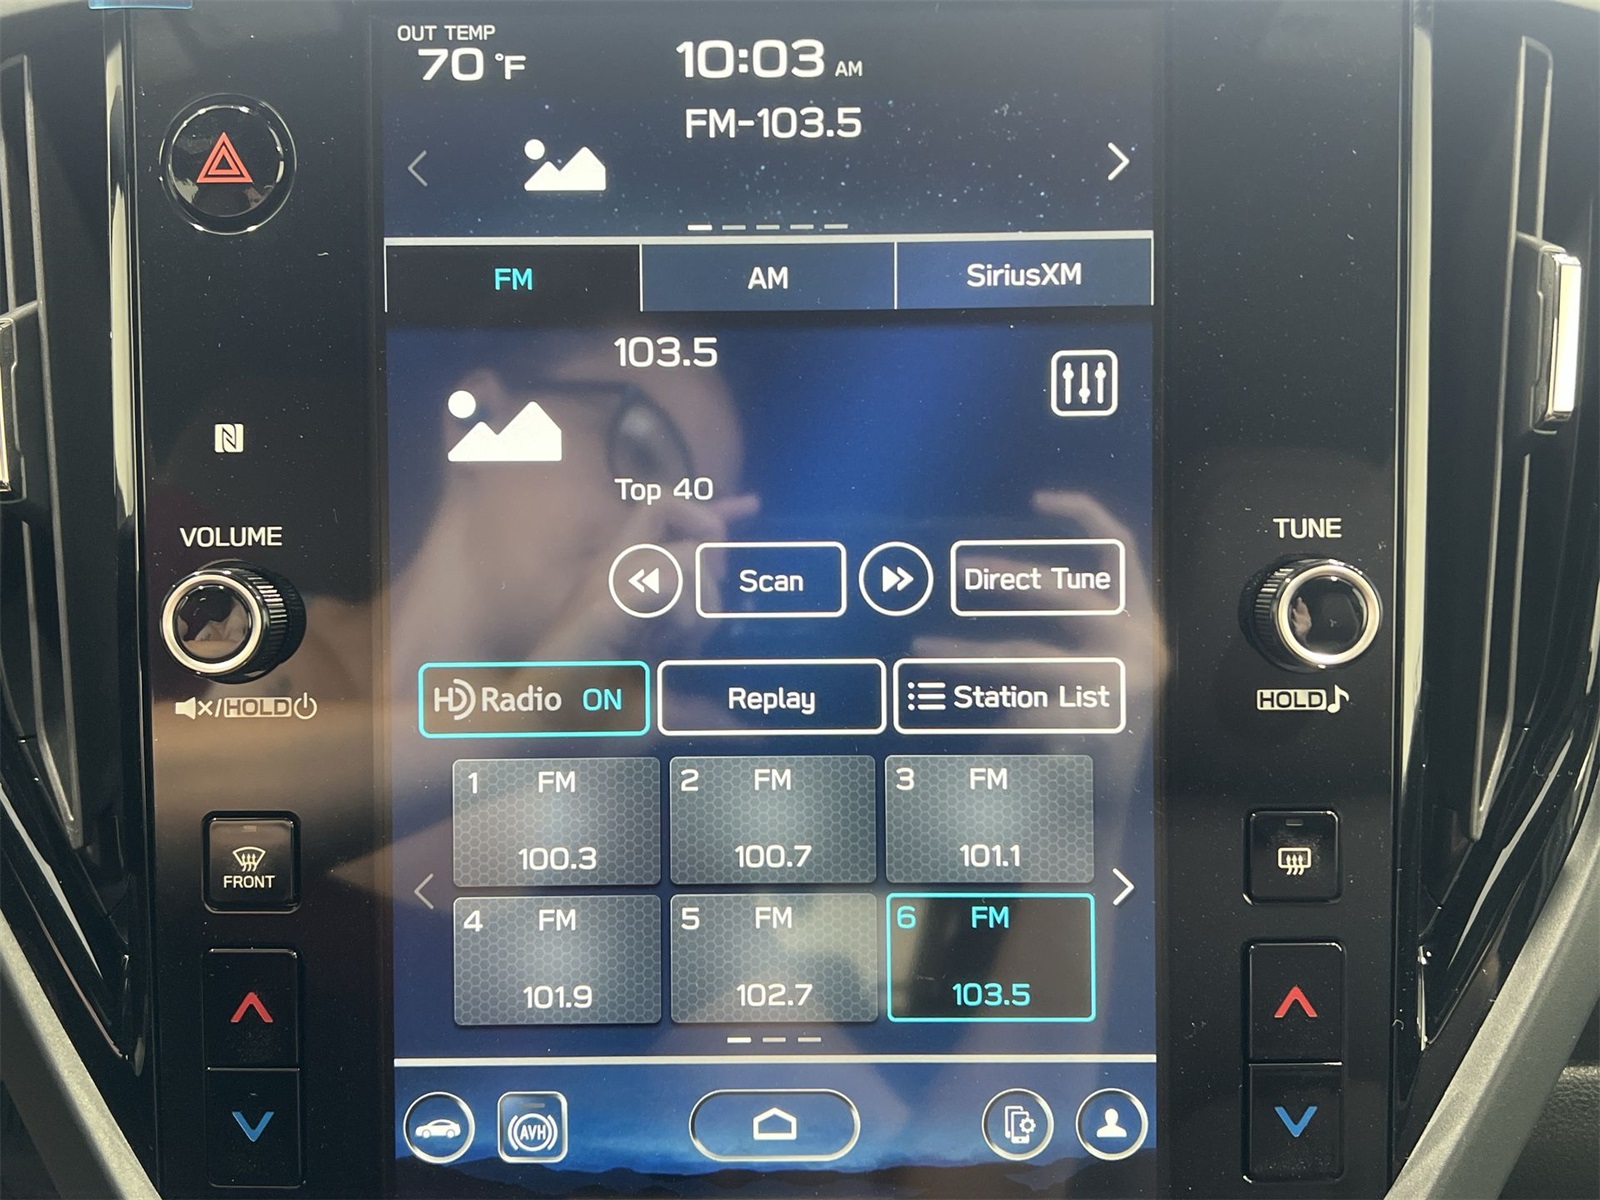 OUT TEMP
70 °F
10:03 AM
FM-103.5
FM
AM
SiriusXM
103.5
Top 40
VOLUME
TUNE
Scan
Direct Tune
HD Radio ON
Replay
Station List
/HOLD
HOLD
1 FM
100.3
2 FM
100.7
3 FM
101.1
FRONT
4 FM
101.9
5 FM
102.7
6 FM
103.5
AVH